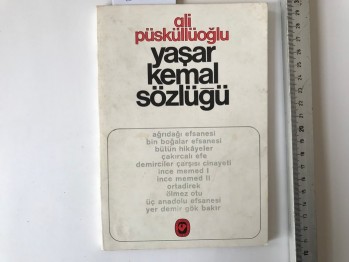 ali
püsküllüoğlu
yaşar
kemal
sözlüğü
ağrıdağı efsanesi
bin boğalar efsanesi
bütün hikâyeler
çakırcalı efe
demirciler çarşısı cinayeti
ince memed I
ince memed II
ortadirek
ölmez otu
üç anadolu efsanesi
yer demir gök bakır